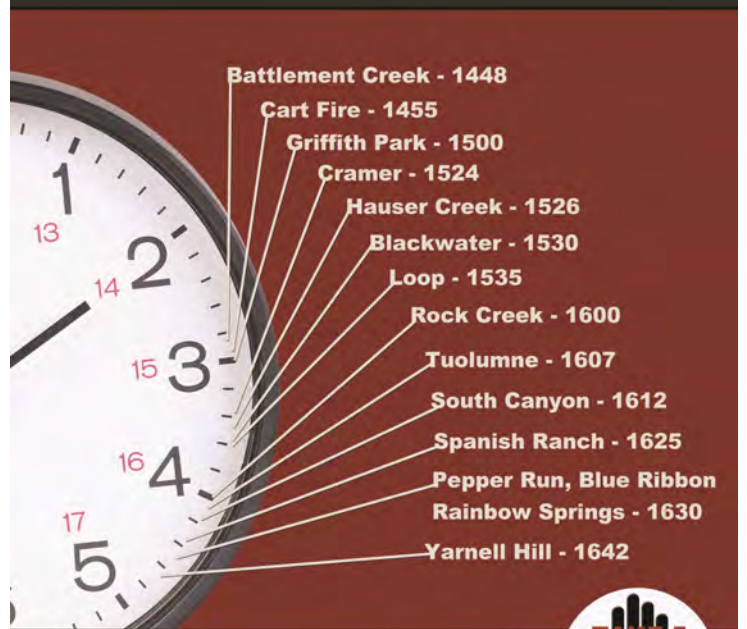 Battlement Creek - 1448
Cart Fire - 1455
Griffith Park - 1500
Cramer - 1524
Hauser Creek - 1526
Blackwater - 1530
Loop - 1535
Rock Creek - 1600
Tuolumne - 1607
South Canyon - 1612
Spanish Ranch - 1625
Pepper Run, Blue Ribbon
Rainbow Springs - 1630
Yarnell Hill - 1642
1
13
2
14
3
15
4
16
5
17